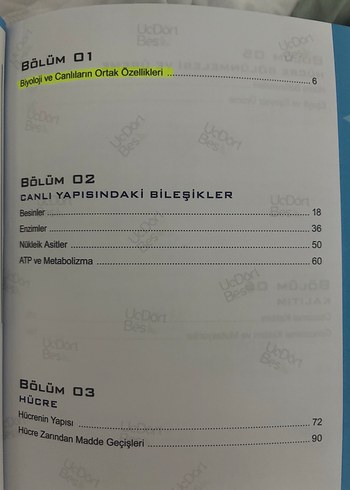 BÖLÜM 01
Biyoloji ve Canlıların Ortak Özellikleri .. 6
BÖLÜM 02
CANLI YAPISINDAKİ BİLEŞİKLER
Besinler 18
Enzimler 36
Nükleik Asitler 50
ATP ve Metabolizma 60
BÖLÜM 03
HÜCRE
Hücrenin Yapısı 72
Hücre Zarından Madde Geçişleri 90